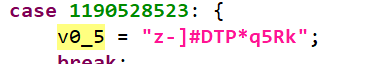 case 1190528523: {
v0_5 = "z-]#DTP*q5Rk";
break;